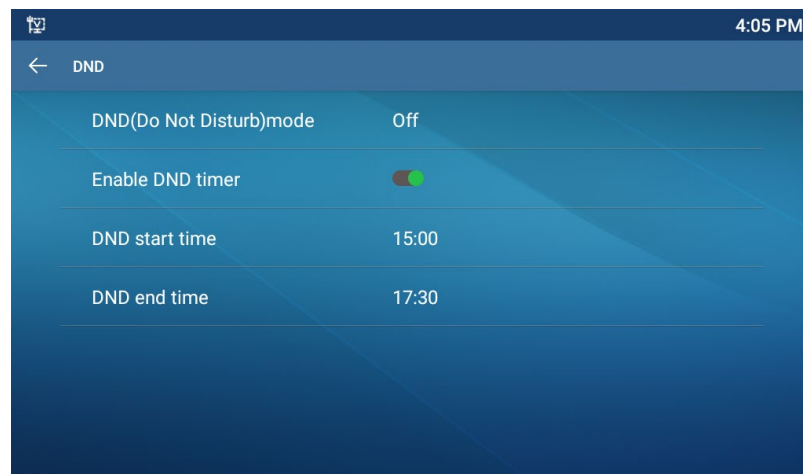 4:05 PM
DND
DND(Do Not Disturb)mode Off
Enable DND timer
DND start time 15:00
DND end time 17:30